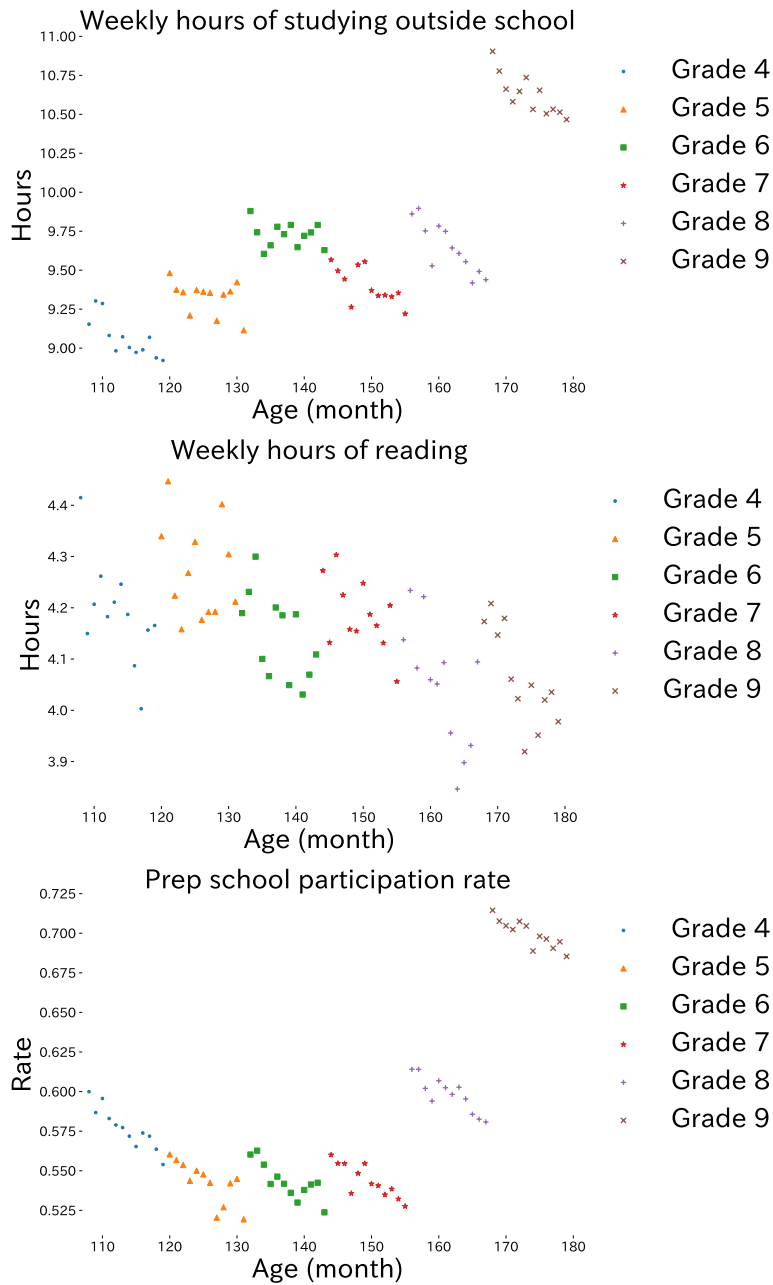 Weekly hours of studying outside school
11.00
10.75
10.50
10.25
10.00
9.75
9.50
9.25
9.00
Hours
110 120 130 140 150 160 170 180
Age (month)
Grade 4
Grade 5
Grade 6
Grade 7
Grade 8
Grade 9
Weekly hours of reading
4.4
4.3
4.2
4.1
4.0
3.9
Hours
110 120 130 140 150 160 170 180
Age (month)
Grade 4
Grade 5
Grade 6
Grade 7
Grade 8
Grade 9
Prep school participation rate
0.725
0.700
0.675
0.650
0.625
0.600
0.575
0.550
0.525
Rate
110 120 130 140 150 160 170 180
Age (month)
Grade 4
Grade 5
Grade 6
Grade 7
Grade 8
Grade 9